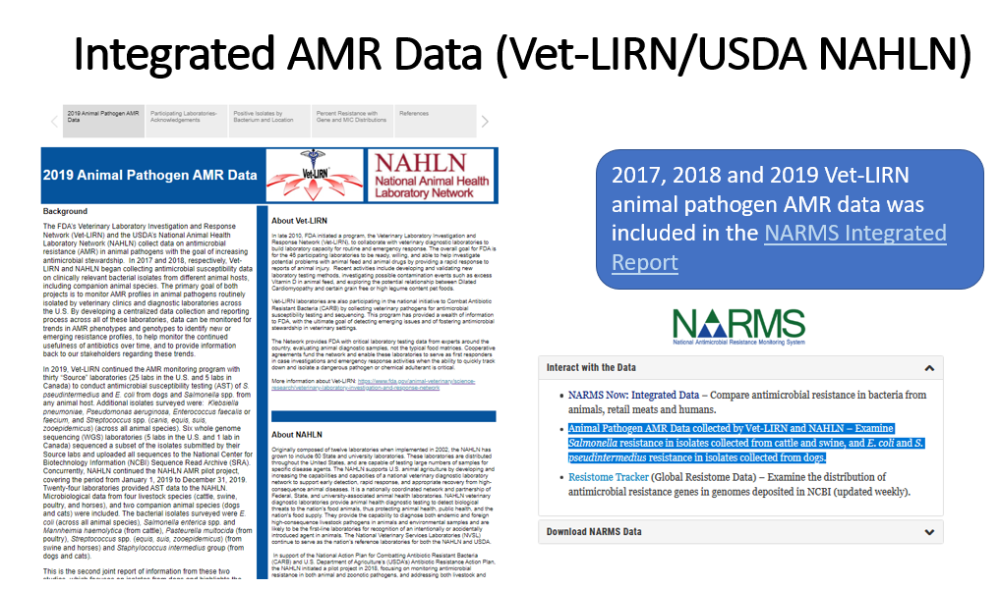 Integrated AMR Data (Vet-LIRN/USDA NAHLN)
2019 Animal Pathogen AMR
Data
Participating Laboratories-
Acknowledgements
Positive Isolates by
Bacterium and Location
Percent Resistance with
Gene and MIC Distributions
References
2019 Animal Pathogen AMR Data
Vet-LIRN
NAHLN
National Animal Health
Laboratory Network
Background
The FDA's Veterinary Laboratory Investigation and Response
Network (Vet-LIRN) and the USDA's National Animal Health
Laboratory Network (NAHLN) collect data on antimicrobial
resistance (AMR) in animal pathogens with the goal of increasing
antimicrobial stewardship. In 2017 and 2018, respectively, Vet-
LIRN and NAHLN began collecting antimicrobial susceptibility data
on clinically relevant bacterial isolates from different animal hosts,
including companion animal species. The primary goal of both
projects is to monitor AMR profiles in animal pathogens routinely
isolated by veterinary clinics and diagnostic laboratories across
the U.S. By developing a centralized data collection and reporting
process across all of these laboratories, data can be monitored for
trends in AMR phenotypes and genotypes to identify new or
emerging resistance profiles, to help monitor the continued
usefulness of antibiotics over time, and to provide information
back to our stakeholders regarding these trends.
In 2019, Vet-LIRN continued the AMR monitoring program with
thirty "Source" laboratories (25 labs in the U.S. and 5 labs in
Canada) to conduct antimicrobial susceptibility testing (AST) of S.
pseudintermedius and E. coli from dogs and Salmonella spp. from
any animal host. Additional isolates surveyed were: Klebsiella
pneumoniae, Pseudomonas aeruginosa, Enterococcus faecalis or
faecium, and Streptococcus spp. (canis, equis, suis,
zooepidemicus) (across all animal species). Six whole genome
sequencing (WGS) laboratories (5 labs in the U.S. and 1 lab in
Canada) sequenced a subset of the isolates submitted by their
Source labs and uploaded all sequences to the National Center for
Biotechnology Information (NCBI) Sequence Read Archive (SRA).
Concurrently, NAHLN continued the NAHLN AMR pilot project,
covering the period from January 1, 2019 to December 31, 2019.
Twenty-four laboratories provided AST data to the NAHLN.
Microbiological data from four livestock species (cattle, swine,
poultry, and horses), and two companion animal species (dogs
and cats) were included. The bacterial isolates surveyed were E.
coli (across all animal species), Salmonella enterica spp. and
Mannheimia haemolytica (from cattle), Pasteurella multocida (from
poultry), Streptococcus spp. (equis, suis, zooepidemicus) (from
swine and horses) and Staphylococcus intermedius group (from
dogs and cats).
This is the second joint report of information from these two
About Vet-LIRN
In late 2010, FDA initiated a program, the Veterinary Laboratory Investigation and
Response Network (Vet-LIRN), to collaborate with veterinary diagnostic laboratories to
build laboratory capacity for routine and emergency response. The overall goal for FDA is
for the 46 participating laboratories to be ready, willing, and able to help investigate
potential problems with animal feed and animal drugs by providing a rapid response to
reports of animal injury. Recent activities include developing and validating new
laboratory testing methods, investigating possible contamination events such as excess
Vitamin D in animal feed, and exploring the potential relationship between Dilated
Cardiomyopathy and certain grain free or high legume content pet foods.
Vet-LIRN laboratories are also participating in the national initiative to Combat Antibiotic
Resistant Bacteria (CARB) by collecting veterinary pathogens for antimicrobial
susceptibility testing and sequencing. This program has provided a wealth of information
to FDA, with the ultimate goal of detecting emerging issues and of fostering antimicrobial
stewardship in veterinary settings.
The Network provides FDA with critical laboratory testing data from experts around the
country, evaluating animal diagnostic samples, not the typical food matrices. Cooperative
agreements fund the network and enable these laboratories to serve as first responders
in case investigations and emergency response activities when the ability to quickly track
down and isolate a dangerous pathogen or chemical adulterant is critical.
More information about Vet-LIRN: https://www.fda.gov/animal-veterinary/science-
research/veterinary-laboratory-investigation-and-response-network
About NAHLN
Originally composed of twelve laboratories when implemented in 2002, the NAHLN has
grown to include 60 State and university laboratories. These laboratories are distributed
throughout the United States, and are capable of testing large numbers of samples for
specific disease agents. The NAHLN supports U.S. animal agriculture by developing and
increasing the capabilities and capacities of a national veterinary diagnostic laboratory
network to support early detection, rapid response, and appropriate recovery from high-
consequence animal diseases. It is a nationally coordinated network and partnership of
Federal, State, and university-associated animal health laboratories. NAHLN veterinary
diagnostic laboratories provide animal health diagnostic testing to detect biological
threats to the nation's food animals, thus protecting animal health, public health, and the
nation's food supply. They provide the capability to diagnose both endemic and foreign
high-consequence livestock pathogens in animals and environmental samples and are
likely to be the first-line laboratories for recognition of an intentionally or accidentally
introduced agent in animals. The National Veterinary Services Laboratories (NVSL)
continue to serve as the nation's reference laboratories for both the NAHLN and USDA.
In support of the National Action Plan for Combatting Antibiotic Resistant Bacteria
(CARB) and U.S. Department of Agriculture's (USDA's) Antibiotic Resistance Action Plan,
the NAHLN initiated a pilot project in 2018, focusing on monitoring antimicrobial
resistance in both animal and zoonotic pathogens, and addressing both livestock and
2017, 2018 and 2019 Vet-LIRN
animal pathogen AMR data was
included in the NARMS Integrated
Report
NARMS
National Antimicrobial Resistance Monitoring System
Interact with the Data
• NARMS Now: Integrated Data – Compare antimicrobial resistance in bacteria from
animals, retail meats and humans.
• Animal Pathogen AMR Data collected by Vet-LIRN and NAHLN – Examine
Salmonella resistance in isolates collected from cattle and swine, and E. coli and S.
pseudintermedius resistance in isolates collected from dogs.
• Resistome Tracker (Global Resistome Data) – Examine the distribution of
antimicrobial resistance genes in genomes deposited in NCBI (updated weekly).
Download NARMS Data